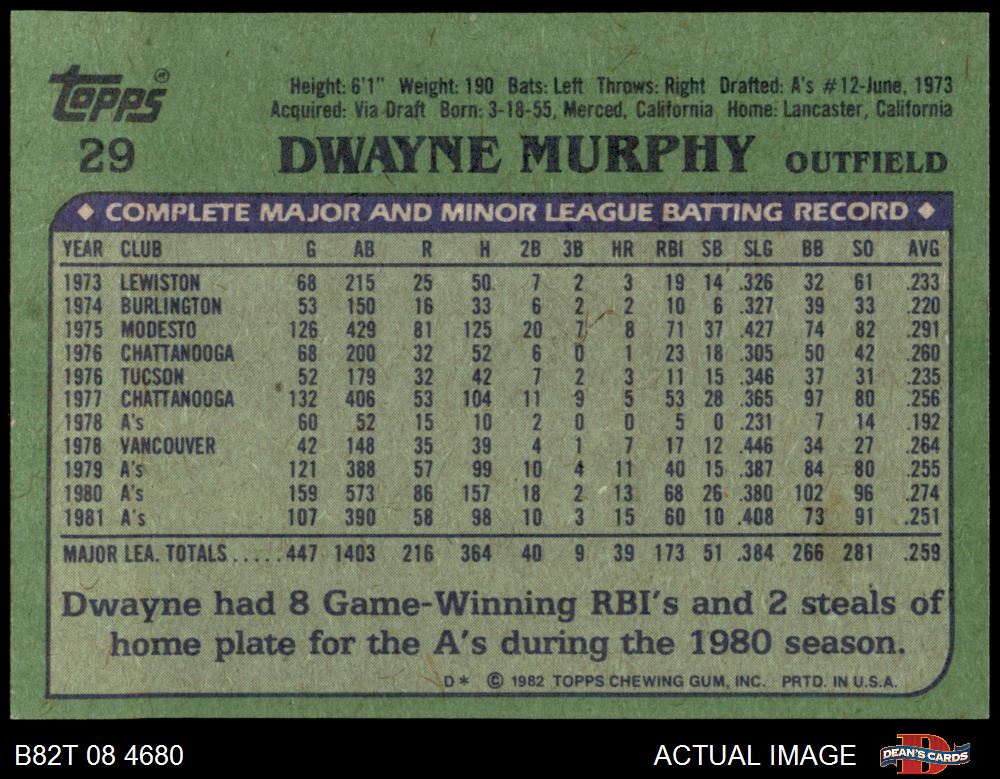 Topps ®
Height: 6'1" Weight: 190 Bats: Left Throws: Right Drafted: A's #12-June, 1973
Acquired: Via Draft Born: 3-18-55, Merced, California Home: Lancaster, California
29 DWAYNE MURPHY OUTFIELD
◆ COMPLETE MAJOR AND MINOR LEAGUE BATTING RECORD ◆
YEAR CLUB G AB R H 2B 3B HR RBI SB SLG BB SO AVG
1973 LEWISTON 68 215 25 50 7 2 3 19 14 .326 32 61 .233
1974 BURLINGTON 53 150 16 33 6 2 2 10 6 .327 39 33 .220
1975 MODESTO 126 429 81 125 20 7 8 71 37 .427 74 82 .291
1976 CHATTANOOGA 68 200 32 52 6 0 1 23 18 .305 50 42 .260
1976 TUCSON 52 179 32 42 7 2 3 11 15 .346 37 31 .235
1977 CHATTANOOGA 132 406 53 104 11 9 5 53 28 .365 97 80 .256
1978 A's 60 52 15 10 2 0 0 5 0 .231 7 14 .192
1978 VANCOUVER 42 148 35 39 4 1 7 17 12 .446 34 27 .264
1979 A's 121 388 57 99 10 4 11 40 15 .387 84 80 .255
1980 A's 159 573 86 157 18 2 13 68 26 .380 102 96 .274
1981 A's 107 390 58 98 10 3 15 60 10 .408 73 91 .251
MAJOR LEA. TOTALS.....447 1403 216 364 40 9 39 173 51 .384 266 281 .259
Dwayne had 8 Game-Winning RBI's and 2 steals of
home plate for the A's during the 1980 season.
D* © 1982 TOPPS CHEWING GUM, INC. PRTD. IN U.S.A.
B82T 08 4680 ACTUAL IMAGE DEAN'S CARDS